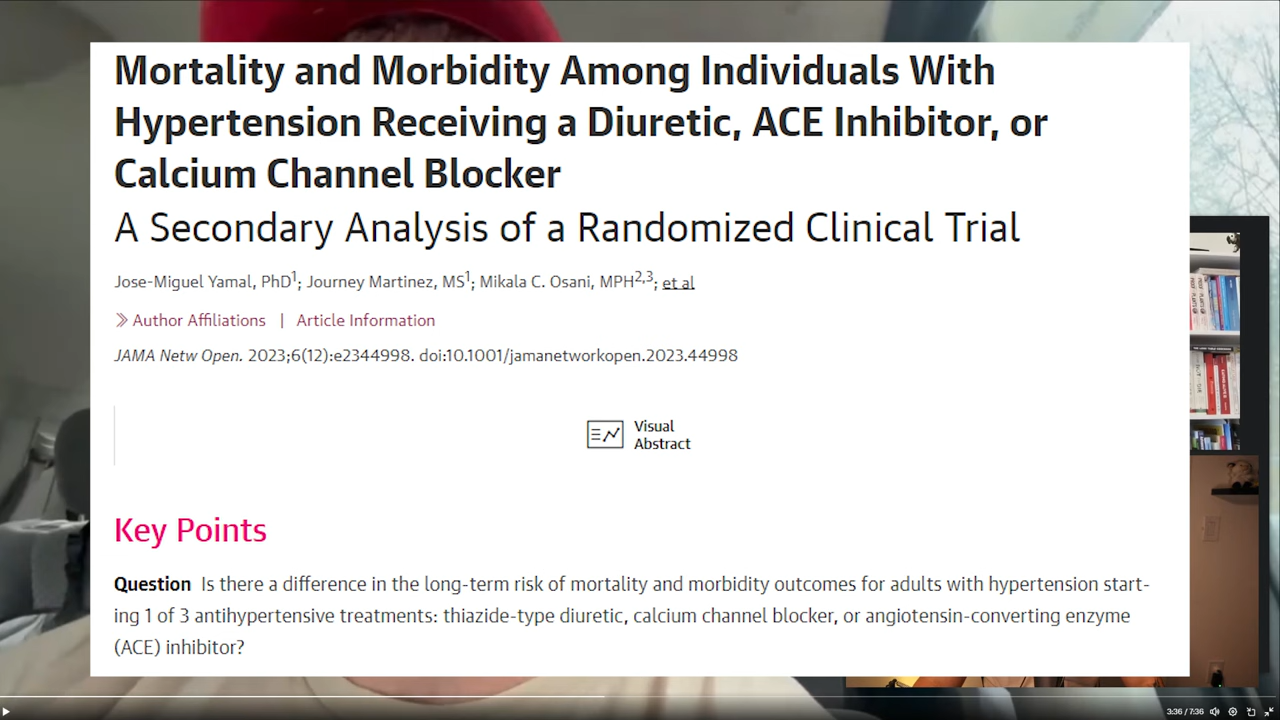 Mortality and Morbidity Among Individuals With
Hypertension Receiving a Diuretic, ACE Inhibitor, or
Calcium Channel Blocker
A Secondary Analysis of a Randomized Clinical Trial
Jose-Miguel Yamal, PhD1; Journey Martinez, MS1; Mikala C. Osani, MPH2,3; et al
Author Affiliations | Article Information
JAMA Netw Open. 2023;6(12):e2344998. doi:10.1001/jamanetworkopen.2023.44998
Visual
Abstract
Key Points
Question Is there a difference in the long-term risk of mortality and morbidity outcomes for adults with hypertension start-
ing 1 of 3 antihypertensive treatments: thiazide-type diuretic, calcium channel blocker, or angiotensin-converting enzyme
(ACE) inhibitor?
3:36 / 7:36